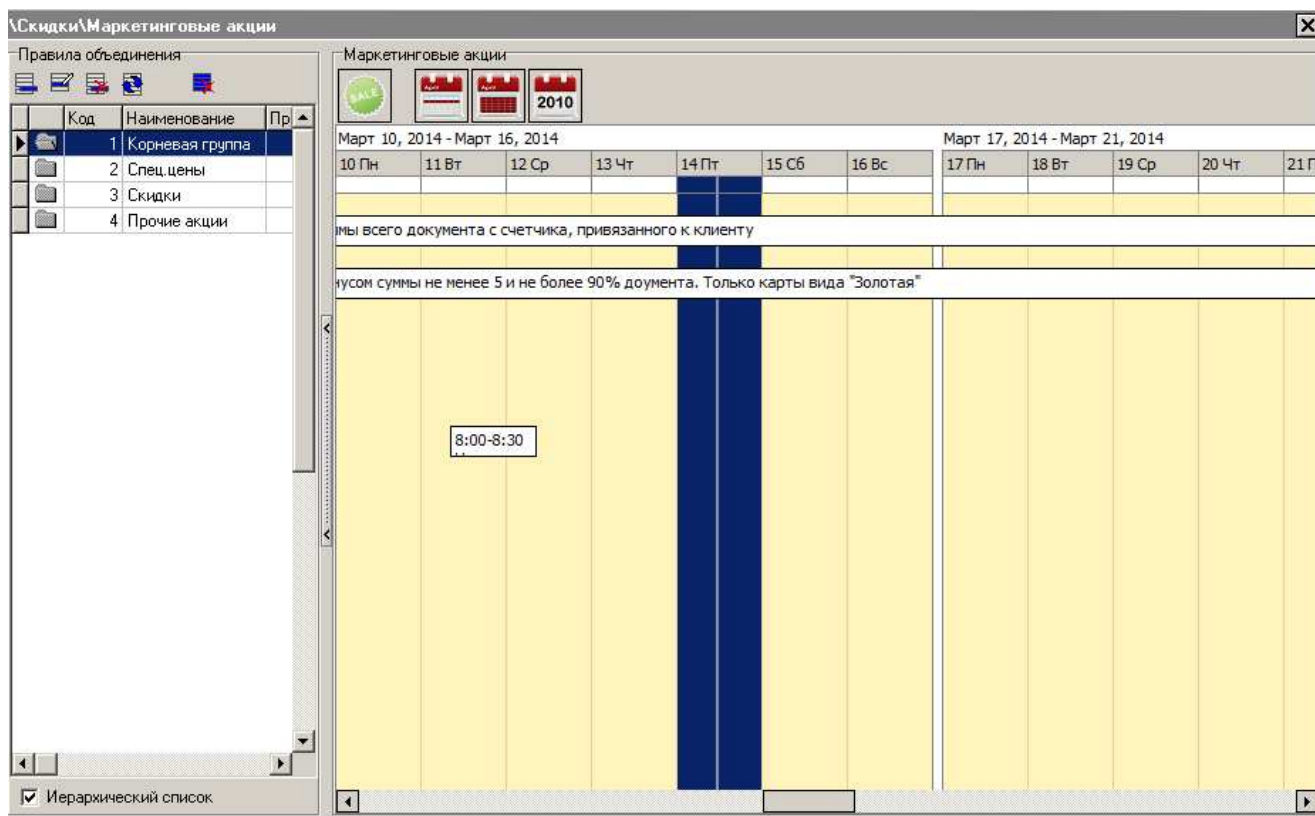 \Скидки\Маркетинговые акции
Правила объединения
Код Наименование Пр
1 Корневая группа
2 Спец.цены
3 Скидки
4 Прочие акции
Иерархический список
Маркетинговые акции
SALE April April 2010
Март 10, 2014 - Март 16, 2014 Март 17, 2014 - Март 21, 2014
10 Пн 11 Вт 12 Ср 13 Чт 14 Пт 15 Сб 16 Вс 17 Пн 18 Вт 19 Ср 20 Чт 21 П
мы всего документа с счетчика, привязанного к клиенту
нусом суммы не менее 5 и не более 90% доумента. Только карты вида "Золотая"
8:00-8:30